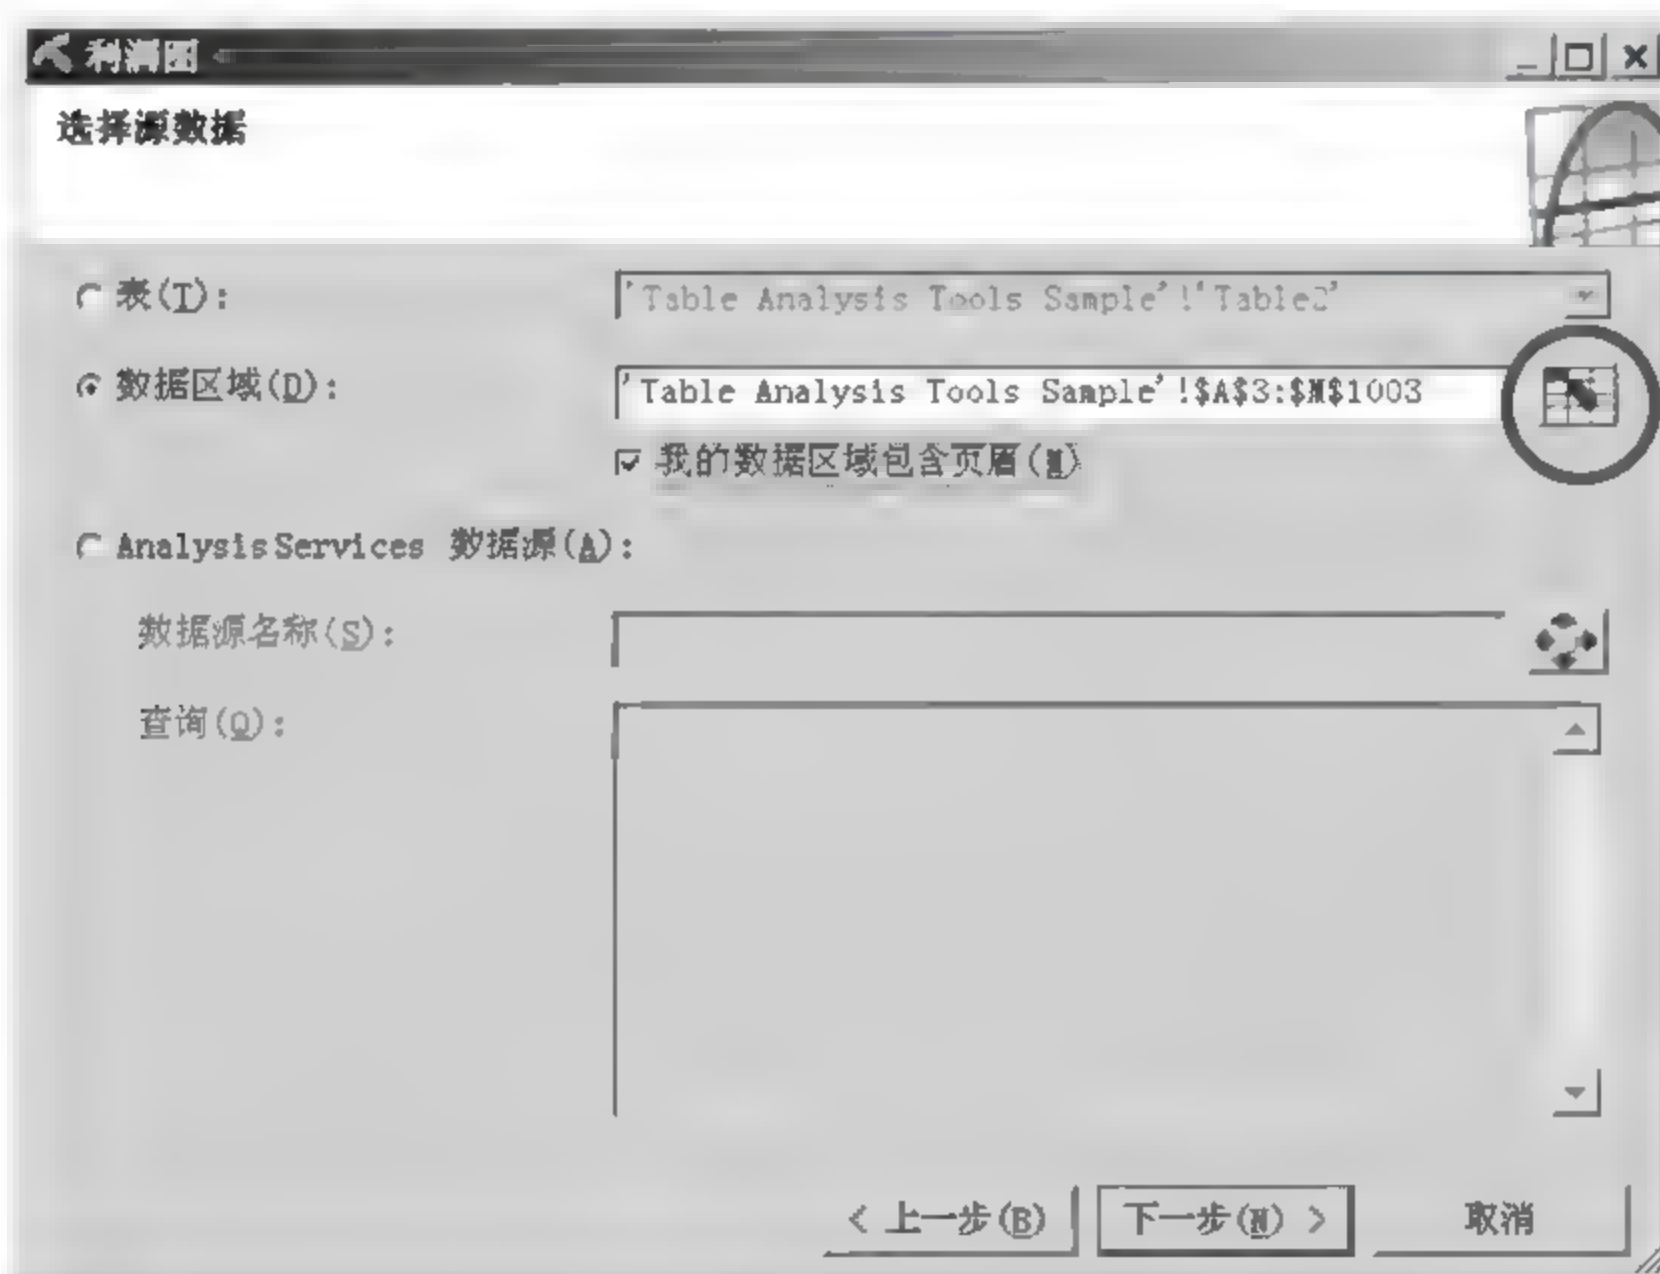 利润图
选择源数据
表(T):
'Table Analysis Tools Sample'!'Table2'
数据区域(D):
'Table Analysis Tools Sample'!$A$3:$M$1003
我的数据区域包含页眉(M)
AnalysisServices 数据源(A):
数据源名称(S):
查询(Q):
< 上一步(B)
下一步(N) >
取消